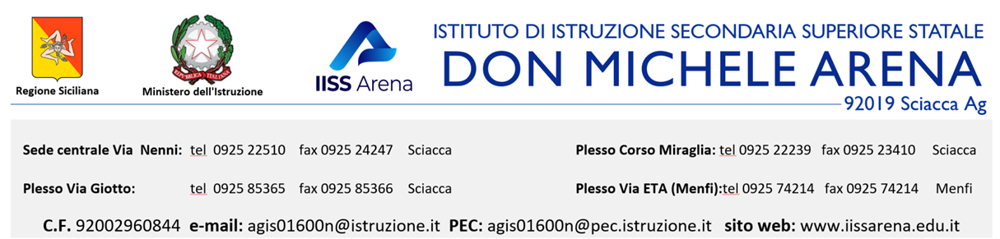 Regione Siciliana
REPVBBLICA ITALIANA
Ministero dell'Istruzione
IISS Arena
ISTITUTO DI ISTRUZIONE SECONDARIA SUPERIORE STATALE
DON MICHELE ARENA
92019 Sciacca Ag
Sede centrale Via Nenni: tel 0925 22510 fax 0925 24247 Sciacca Plesso Corso Miraglia: tel 0925 22239 fax 0925 23410 Sciacca
Plesso Via Giotto: tel 0925 85365 fax 0925 85366 Sciacca Plesso Via ETA (Menfi):tel 0925 74214 fax 0925 74214 Menfi
C.F. 92002960844 e-mail: agis01600n@istruzione.it PEC: agis01600n@pec.istruzione.it sito web: www.iissarena.edu.it